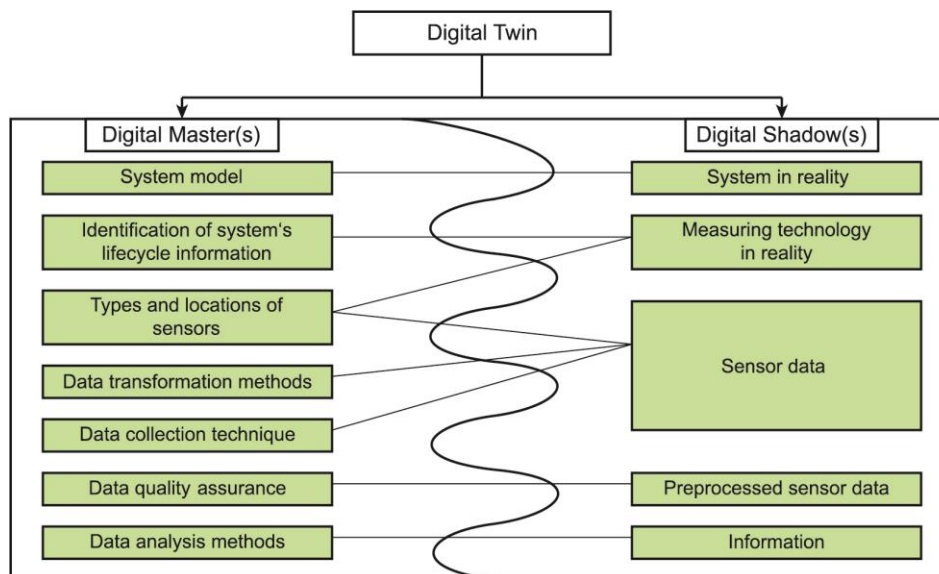 Digital Twin
Digital Master(s)
Digital Shadow(s)
System model
System in reality
Identification of system‘s
lifecycle information
Measuring technology
in reality
Types and locations of
sensors
Sensor data
Data transformation methods
Data collection technique
Data quality assurance
Preprocessed sensor data
Data analysis methods
Information